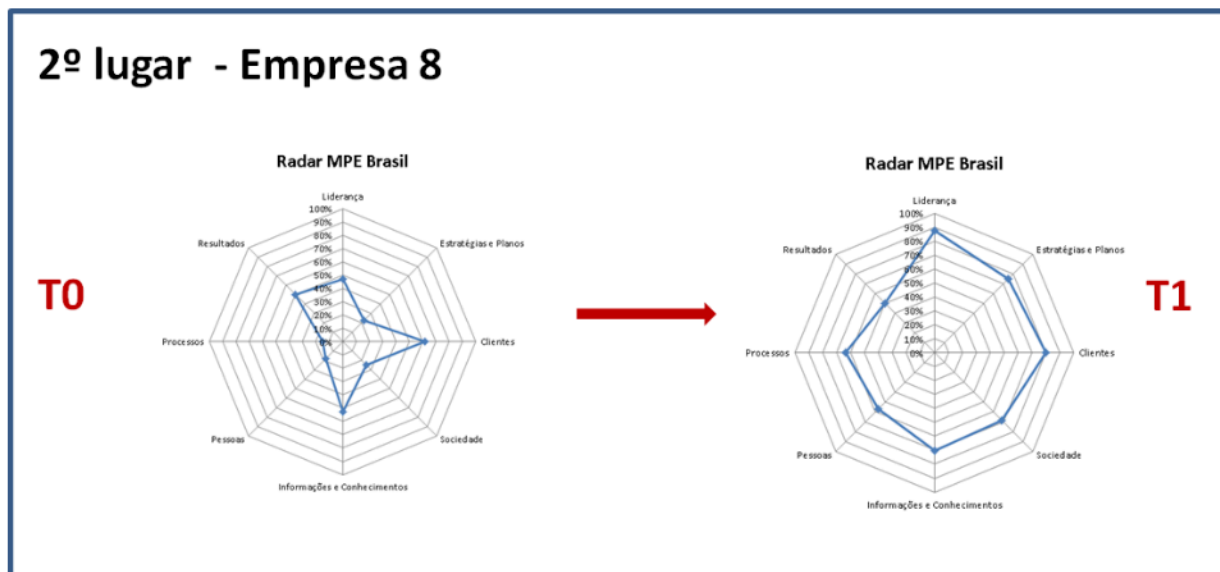 2º lugar - Empresa 8
T0
Radar MPE Brasil
Liderança
100%
90%
80%
70%
60%
50%
40%
30%
20%
10%
0%
Estratégias e Planos
Clientes
Sociedade
Informações e Conhecimentos
Pessoas
Processos
Resultados
Radar MPE Brasil
Liderança
100%
90%
80%
70%
60%
50%
40%
30%
20%
10%
0%
Estratégias e Planos
Clientes
Sociedade
Informações e Conhecimentos
Pessoas
Processos
Resultados
T1